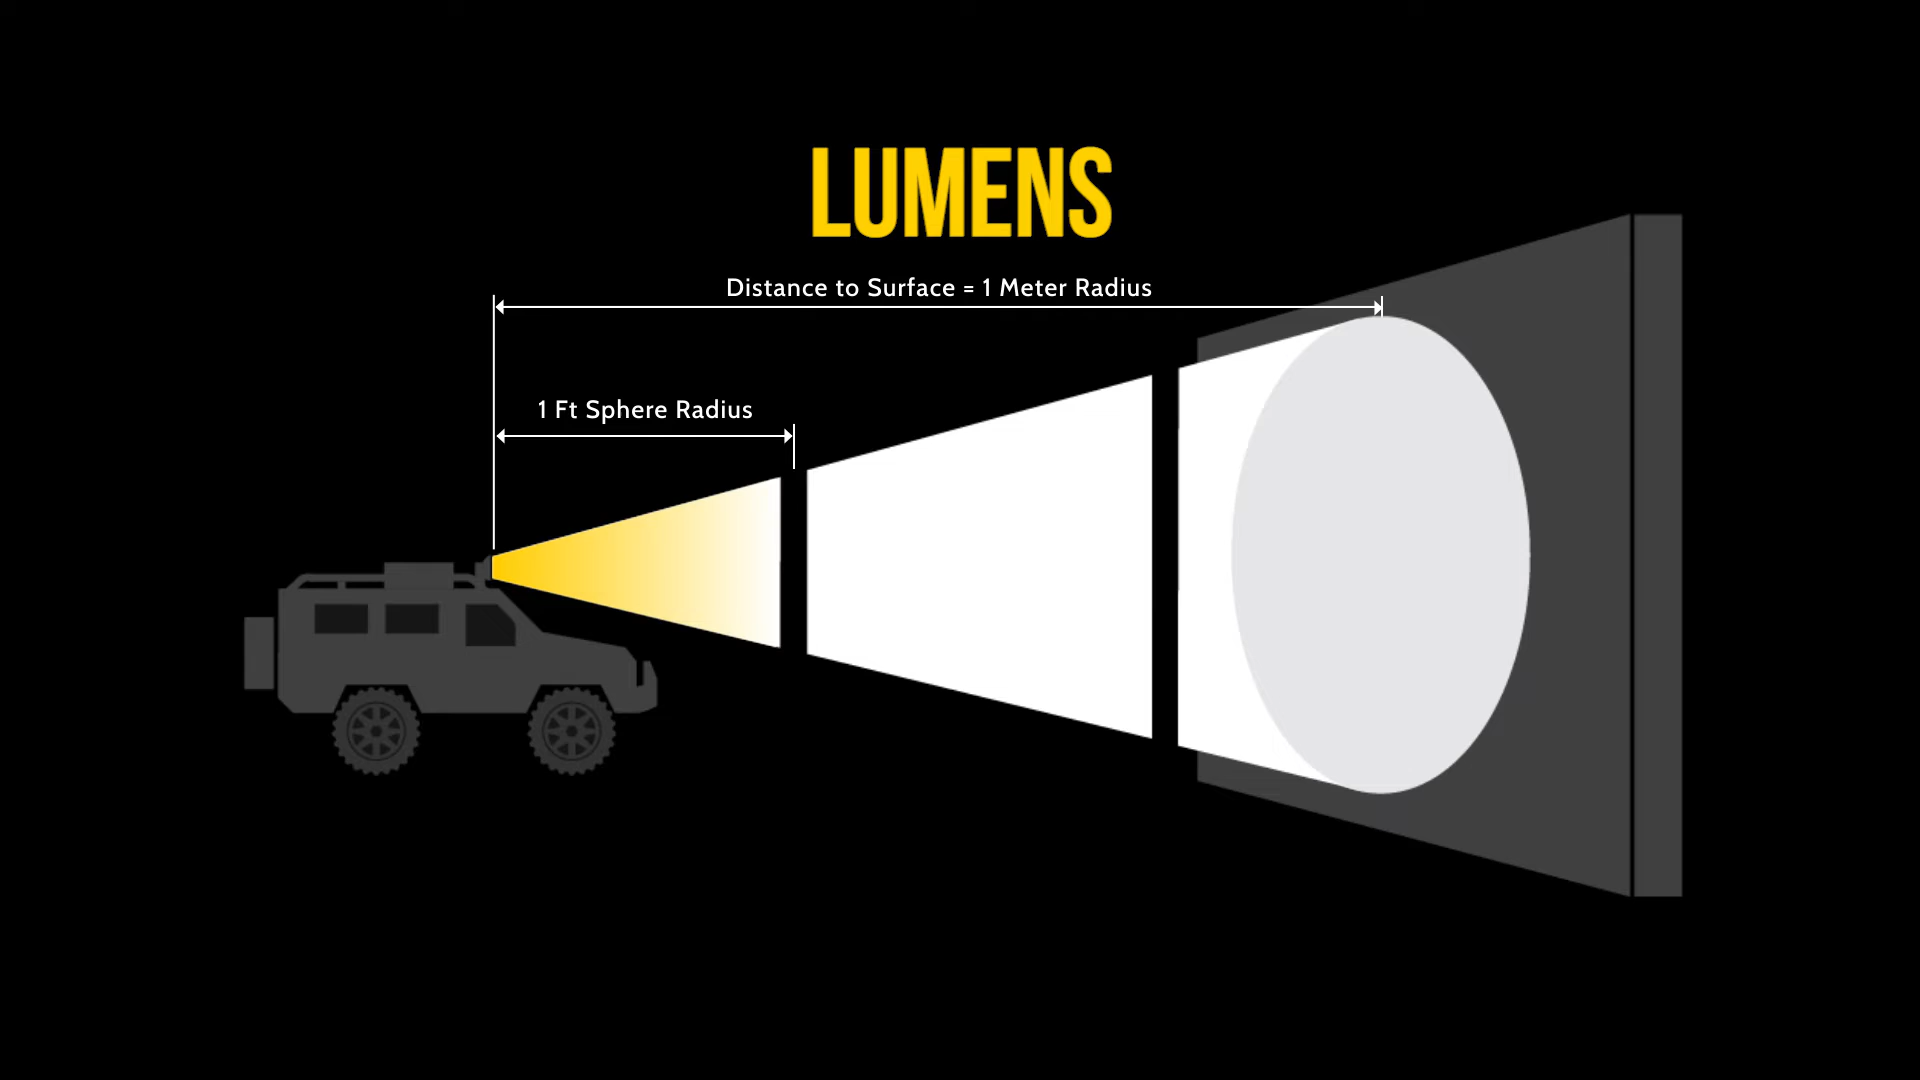 LUMENS
Distance to Surface = 1 Meter Radius
1 Ft Sphere Radius